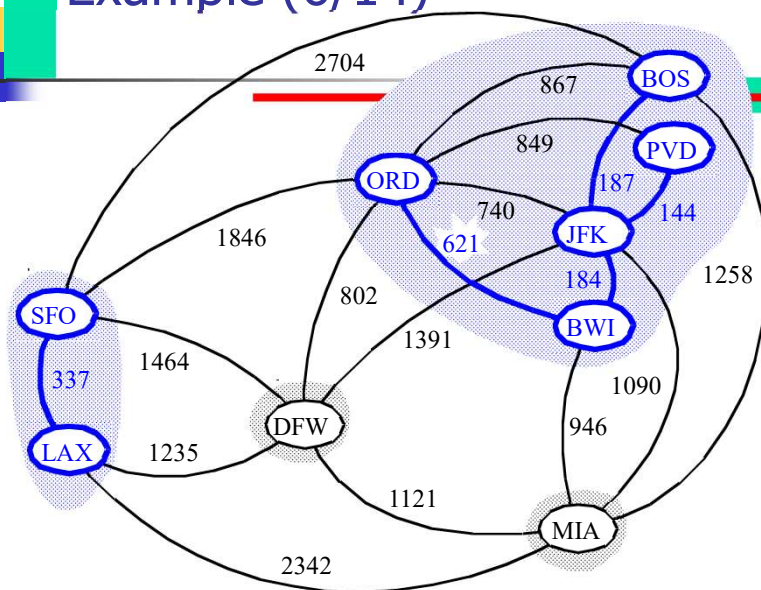 Example (6/14)
2704
BOS
867
849
PVD
ORD
187
740
144
JFK
1846
621
184
1258
802
SFO
BWI
1391
1464
337
1090
946
DFW
LAX
1235
1121
MIA
2342